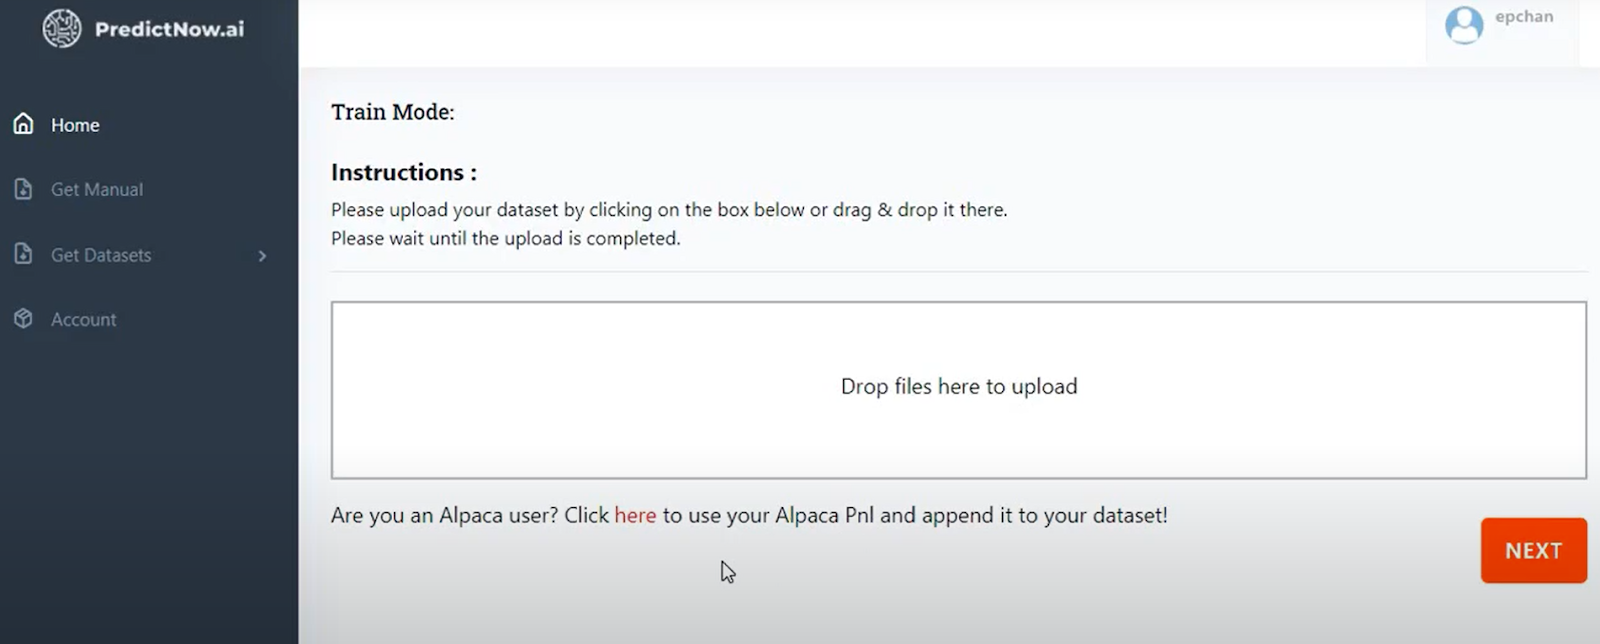 PredictNow.ai
epchan
Home
Get Manual
Get Datasets
Account
Train Mode:
Instructions :
Please upload your dataset by clicking on the box below or drag & drop it there.
Please wait until the upload is completed.
Drop files here to upload
Are you an Alpaca user? Click here to use your Alpaca Pnl and append it to your dataset!
NEXT